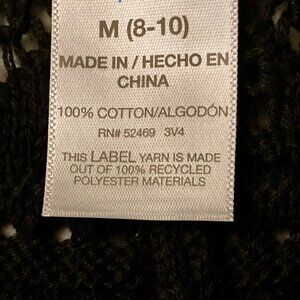 M (8-10)
MADE IN / HECHO EN
CHINA
100% COTTON/ALGODÓN
RN# 52469 3V4
THIS LABEL YARN IS MADE
OUT OF 100% RECYCLED
POLYESTER MATERIALS